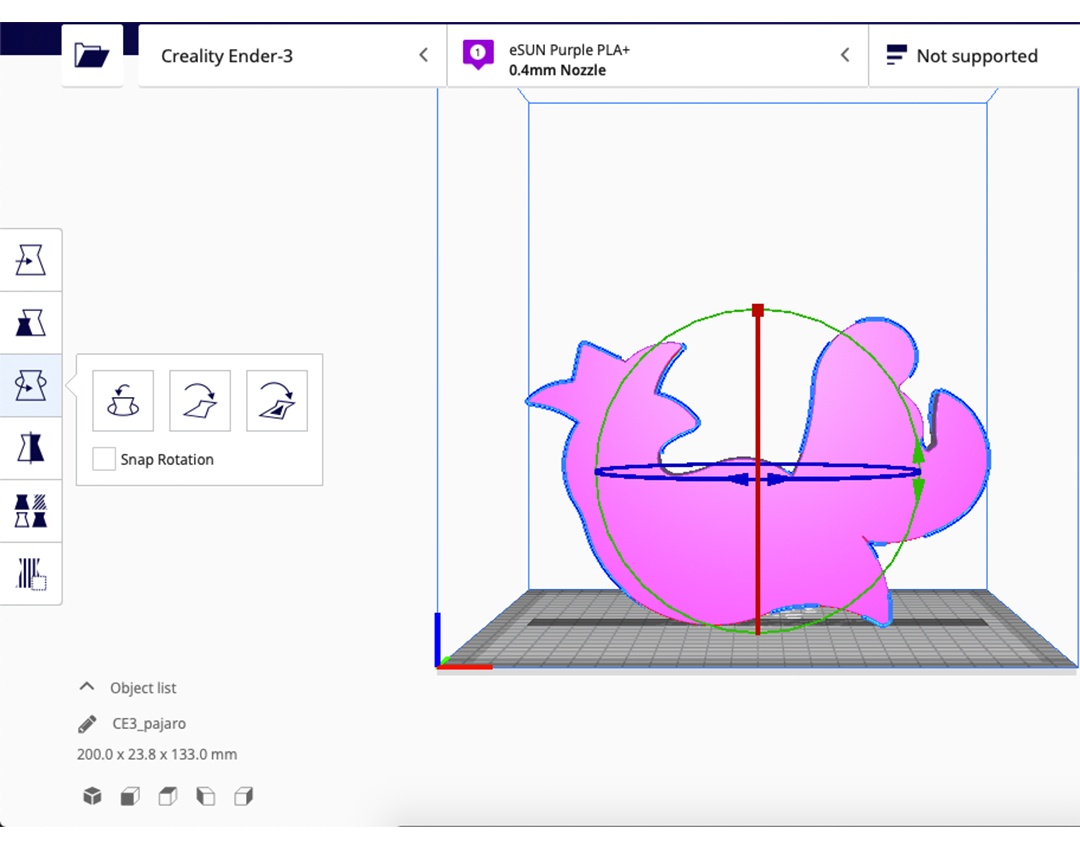 Creality Ender-3
1
eSUN Purple PLA+
0.4mm Nozzle
Not supported
Snap Rotation
Object list
CE3_pajaro
200.0 x 23.8 x 133.0 mm